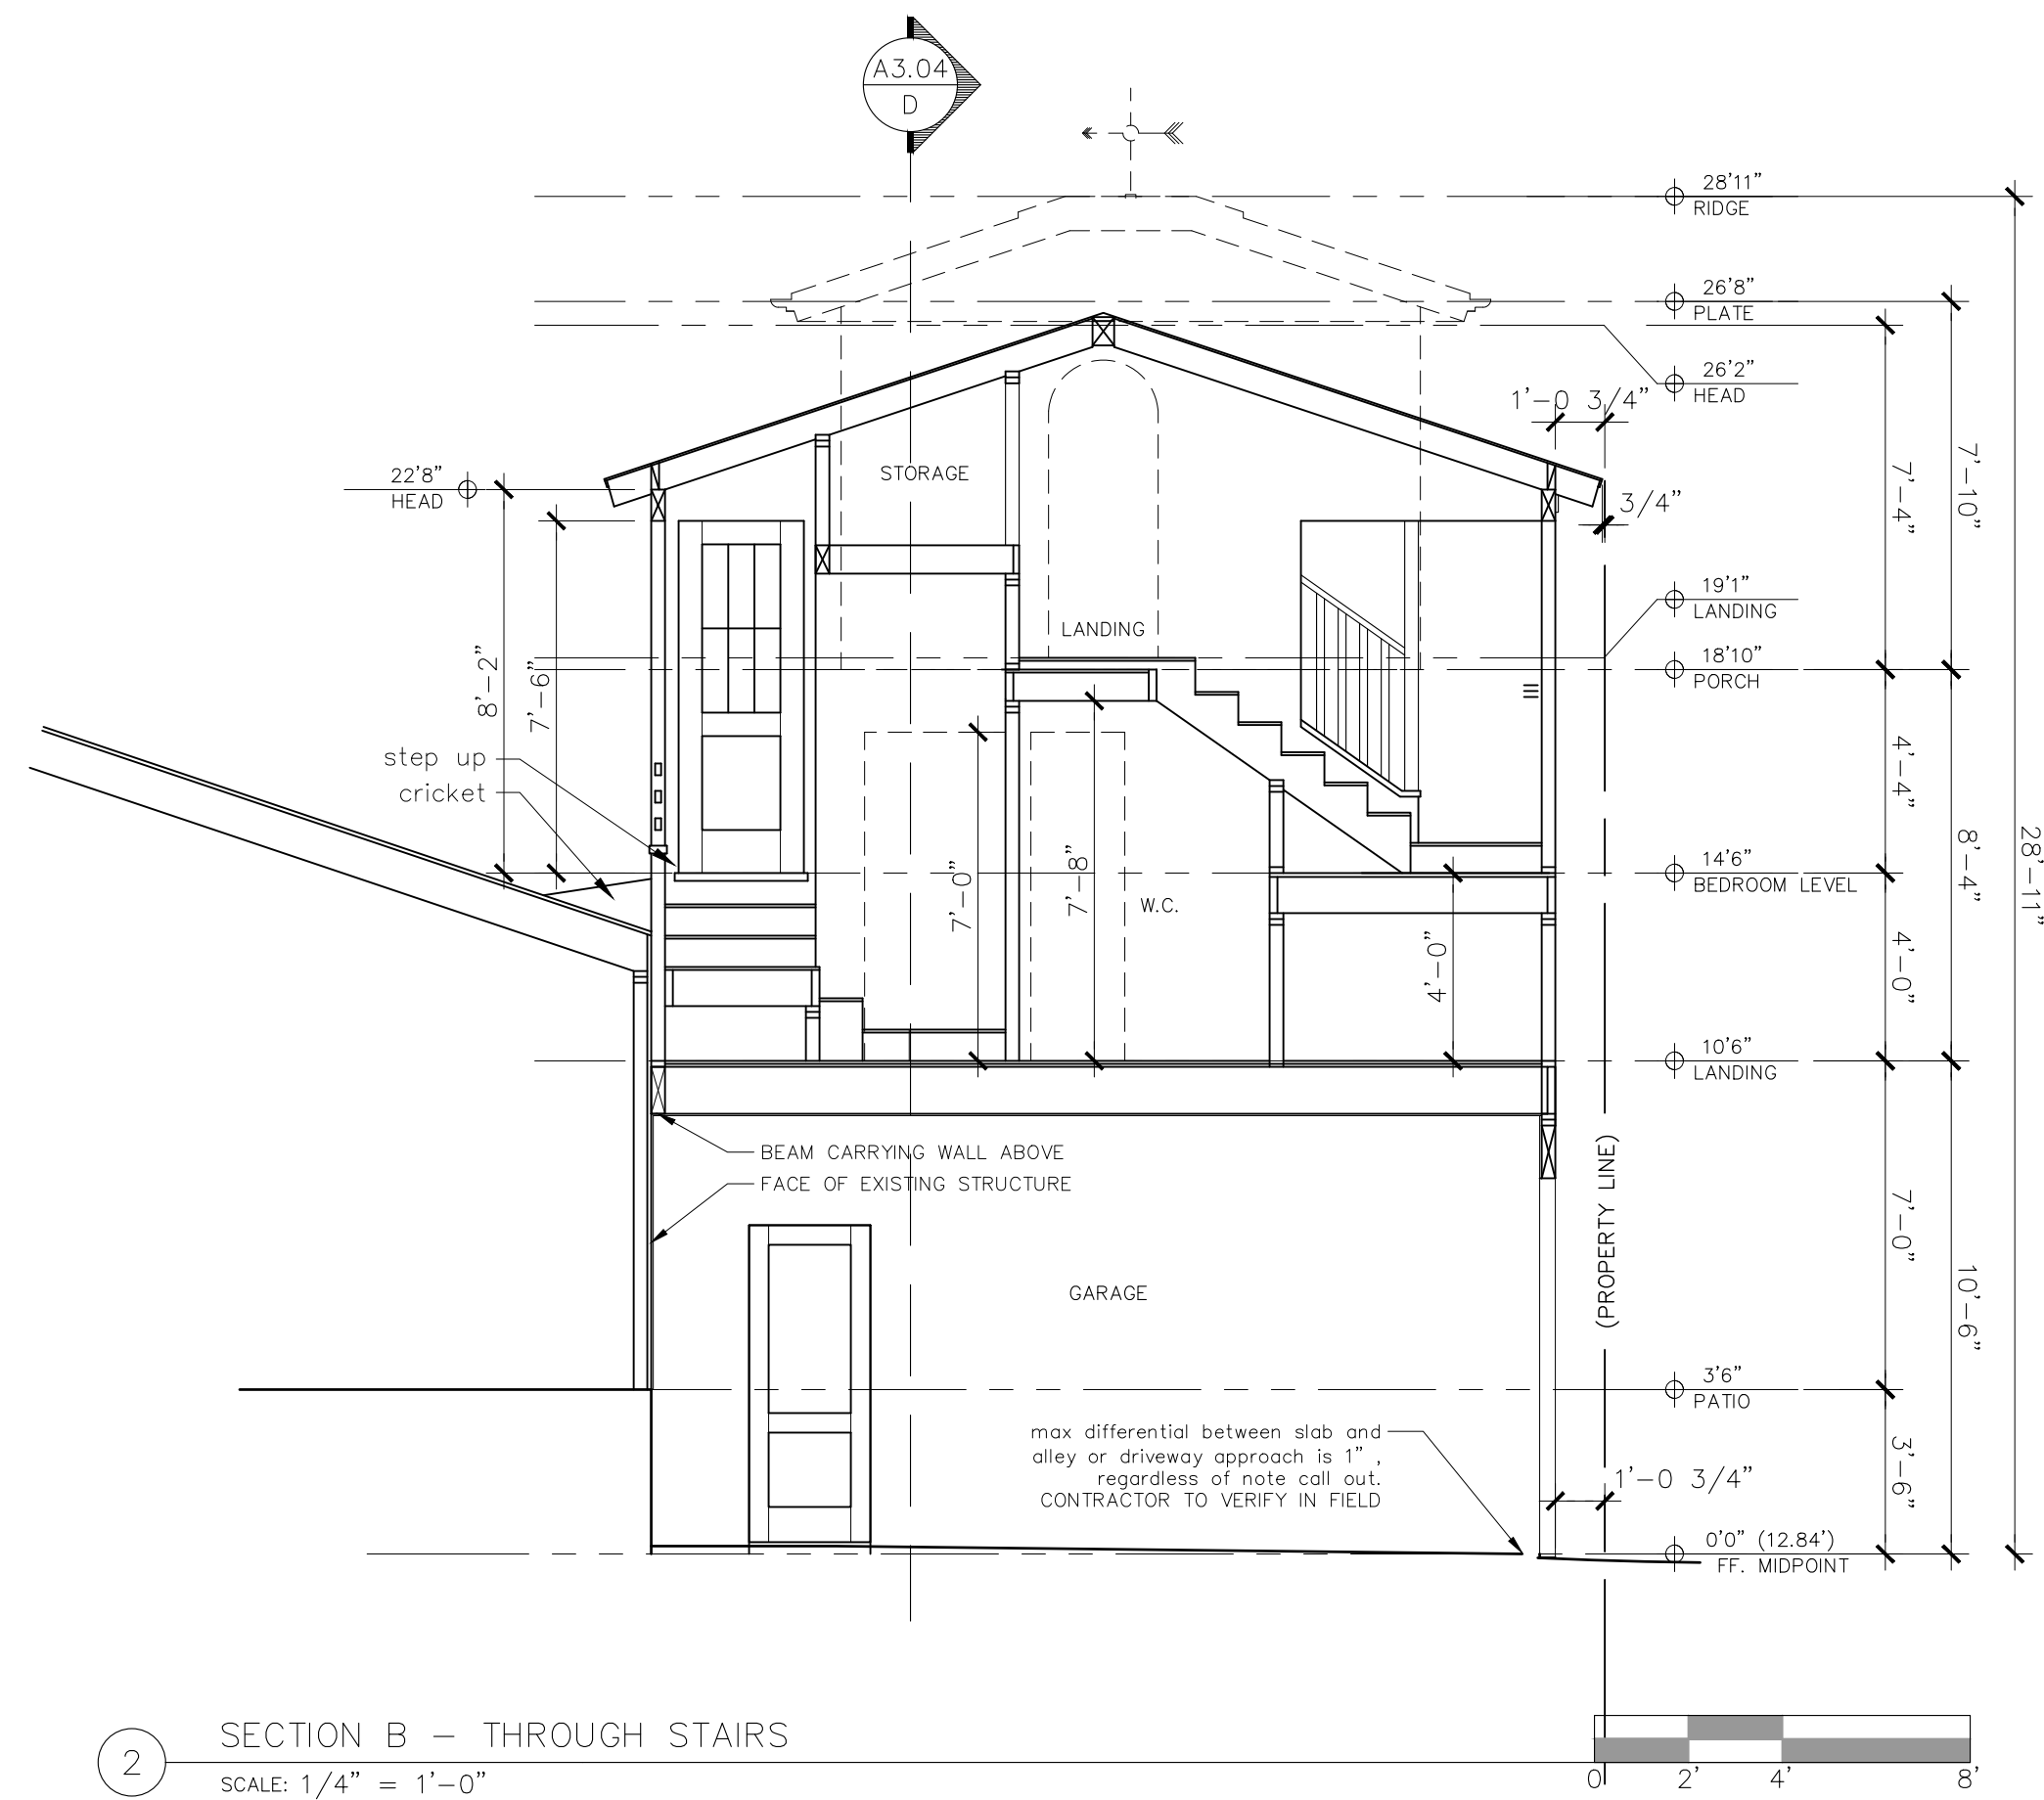 A3.04
D
28'11"
RIDGE
26'8"
PLATE
26'2"
HEAD
1'-0 3/4"
7'-10"
7'-4"
STORAGE
22'8"
HEAD
3/4"
19'1"
LANDING
LANDING
18'10"
PORCH
8'-2"
7'-6"
step up
cricket
4'-4"
8'-4"
28'-11"
14'6"
BEDROOM LEVEL
7'-0"
7'-8"
W.C.
4'-0"
4'-0"
10'6"
LANDING
BEAM CARRYING WALL ABOVE
FACE OF EXISTING STRUCTURE
(PROPERTY LINE)
7'-0"
10'-6"
GARAGE
3'6"
PATIO
max differential between slab and
alley or driveway approach is 1" ,
regardless of note call out.
CONTRACTOR TO VERIFY IN FIELD
1'-0 3/4"
3'-6"
0'0" (12.84')
FF. MIDPOINT
2
SECTION B - THROUGH STAIRS
SCALE: 1/4" = 1'-0"
0 2' 4' 8'